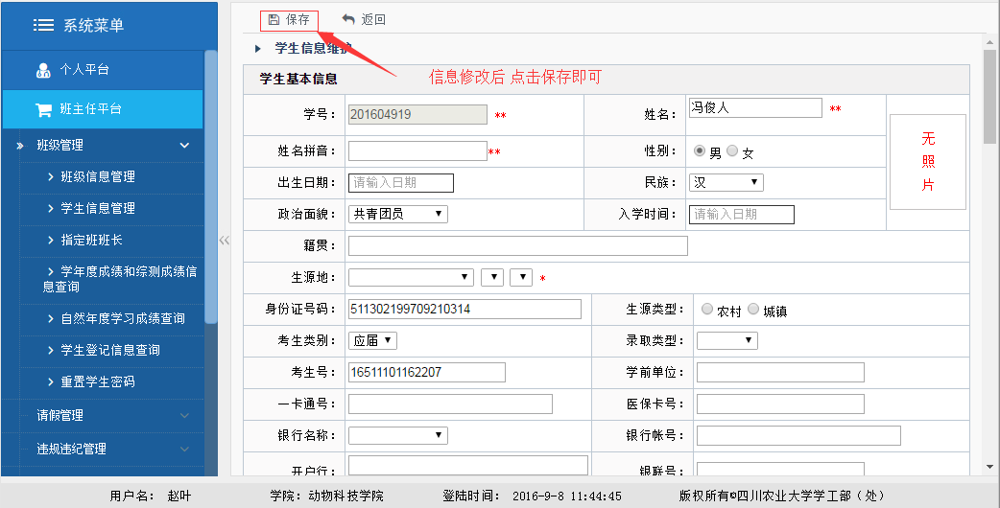 系统菜单
个人平台
班主任平台
班级管理
班级信息管理
学生信息管理
指定班班长
学年度成绩和综测成绩信
息查询
自然年度学习成绩查询
学生登记信息查询
重置学生密码
请假管理
违规违纪管理
保存 返回
学生信息维护
学生基本信息 信息修改后 点击保存即可
学号： 201604919 ** 姓名： 冯俊人 **
姓名拼音： ** 性别： 男 女
无
照
片
出生日期： 请输入日期 民族： 汉
政治面貌： 共青团员 入学时间： 请输入日期
籍贯：
生源地： *
身份证号码： 511302199709210314 生源类型： 农村 城镇
考生类别： 应届 录取类型：
考生号： 16511101162207 学前单位：
一卡通号： 医保卡号：
银行名称： 银行帐号：
开户行： 银联号：
用户名： 赵叶 学院：动物科技学院 登陆时间： 2016-9-8 11:44:45 版权所有©四川农业大学学工部（处）